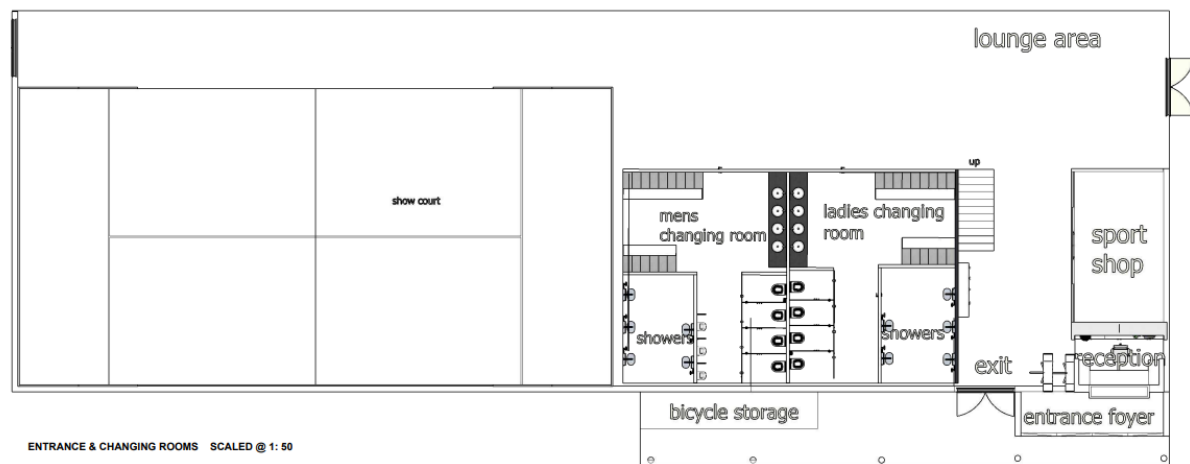 lounge area
up
show court
mens
changing room
ladies changing
room
sport
shop
showers
showers
exit
reception
bicycle storage
entrance foyer
ENTRANCE & CHANGING ROOMS SCALED @ 1: 50